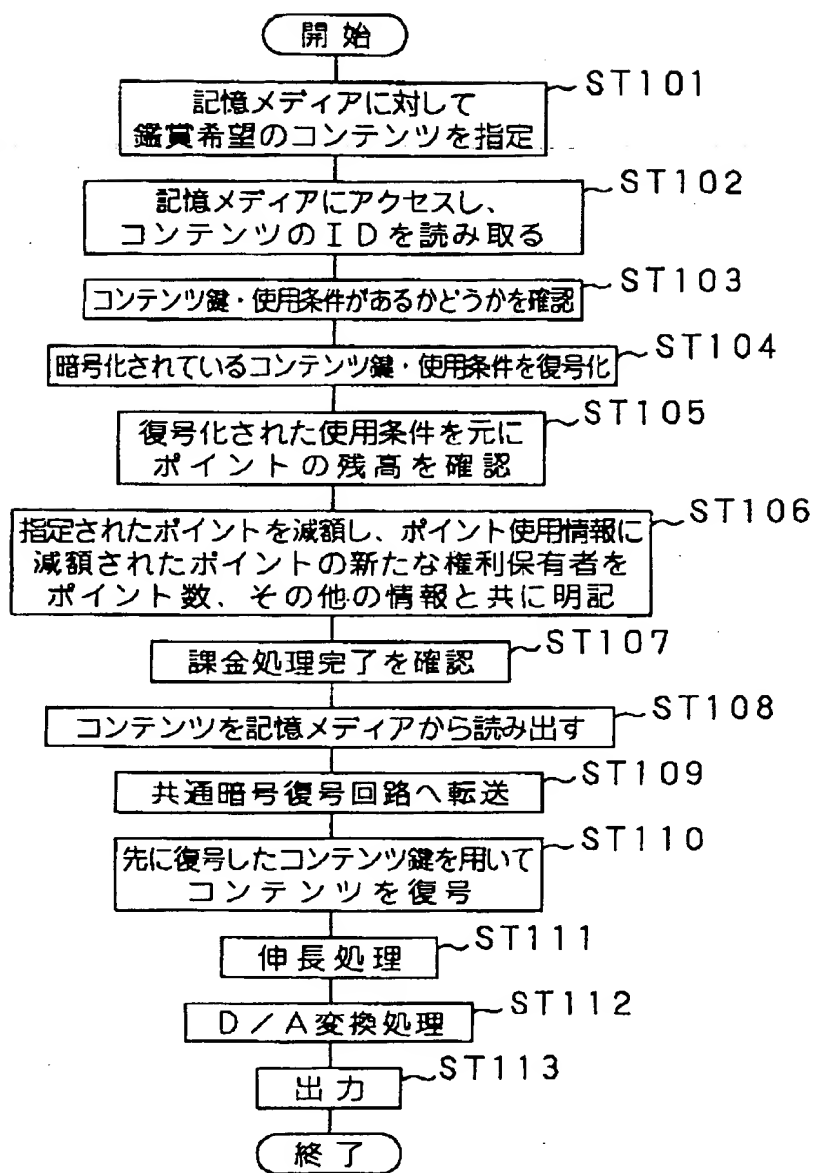 開始
ST101
記憶メディアに対して
鑑賞希望のコンテンツを指定
ST102
記憶メディアにアクセスし、
コンテンツのIDを読み取る
ST103
コンテンツ鍵・使用条件があるかどうかを確認
ST104
暗号化されているコンテンツ鍵・使用条件を復号化
ST105
復号化された使用条件を元に
ポイントの残高を確認
ST106
指定されたポイントを減額し、ポイント使用情報に
減額されたポイントの新たな権利保有者を
ポイント数、その他の情報と共に明記
ST107
課金処理完了を確認
ST108
コンテンツを記憶メディアから読み出す
ST109
共通暗号復号回路へ転送
ST110
先に復号したコンテンツ鍵を用いて
コンテンツを復号
ST111
伸長処理
ST112
D/A変換処理
ST113
出力
終了